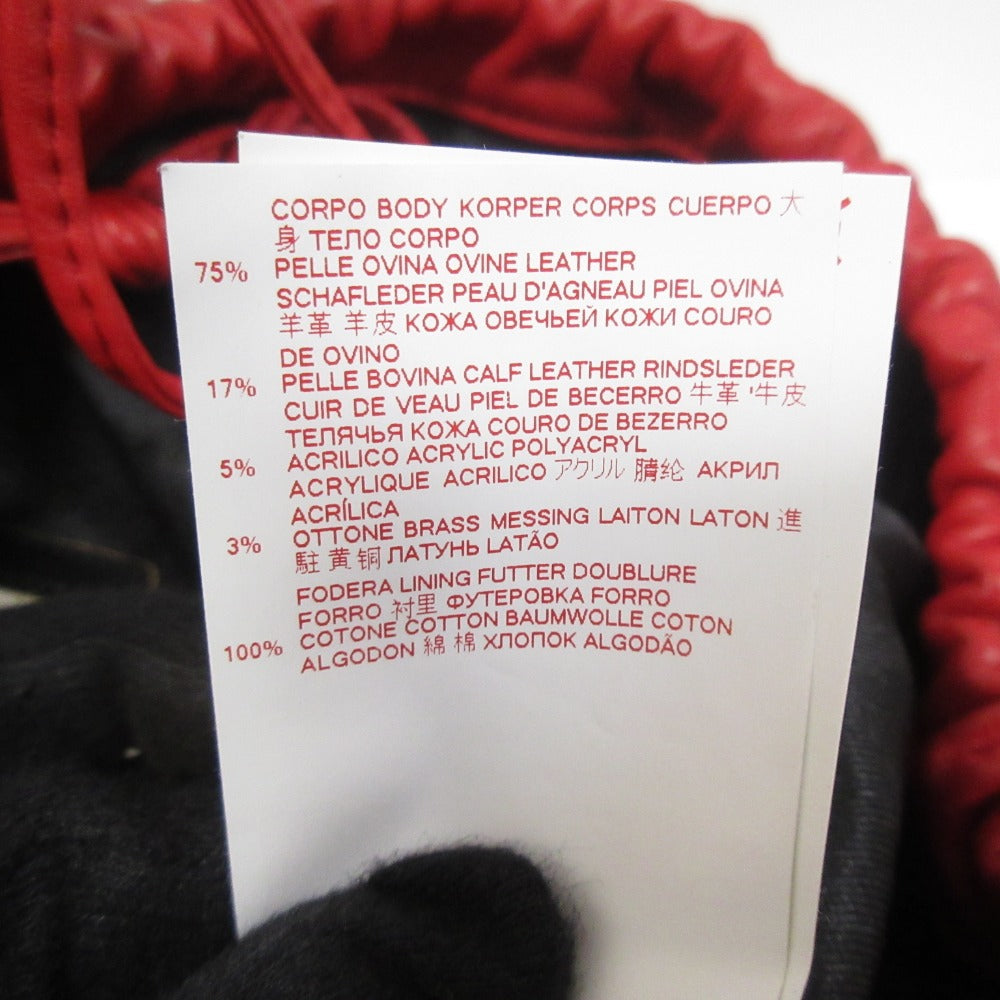 CORPO BODY KORPER CORPS CUERPO 大
身 ТЕЛО CORPO
75% PELLE OVINA OVINE LEATHER
SCHAFLEDER PEAU D'AGNEAU PIEL OVINA
羊革 羊皮 КОЖА ОВЕЧЬЕЙ КОЖИ COURO
DE OVINO
17% PELLE BOVINA CALF LEATHER RINDSLEDER
CUIR DE VEAU PIEL DE BECERRO 牛革 '牛皮
ТЕЛЯЧЬЯ КОЖА COURO DE BEZERRO
5% ACRILICO ACRYLIC POLYACRYL
ACRYLIQUE ACRILICO アクリル 腈纶 АКРИЛ
ACRÍLICA
3% OTTONE BRASS MESSING LAITON LATON 進
駐 黄铜 ЛАТУНЬ LATÃO
FODERA LINING FUTTER DOUBLURE
FORRO 衬里 ФУТЕРОВКА FORRO
100% COTONE COTTON BAUMWOLLE COTON
ALGODON 綿 棉 ХЛОПОК ALGODÃO